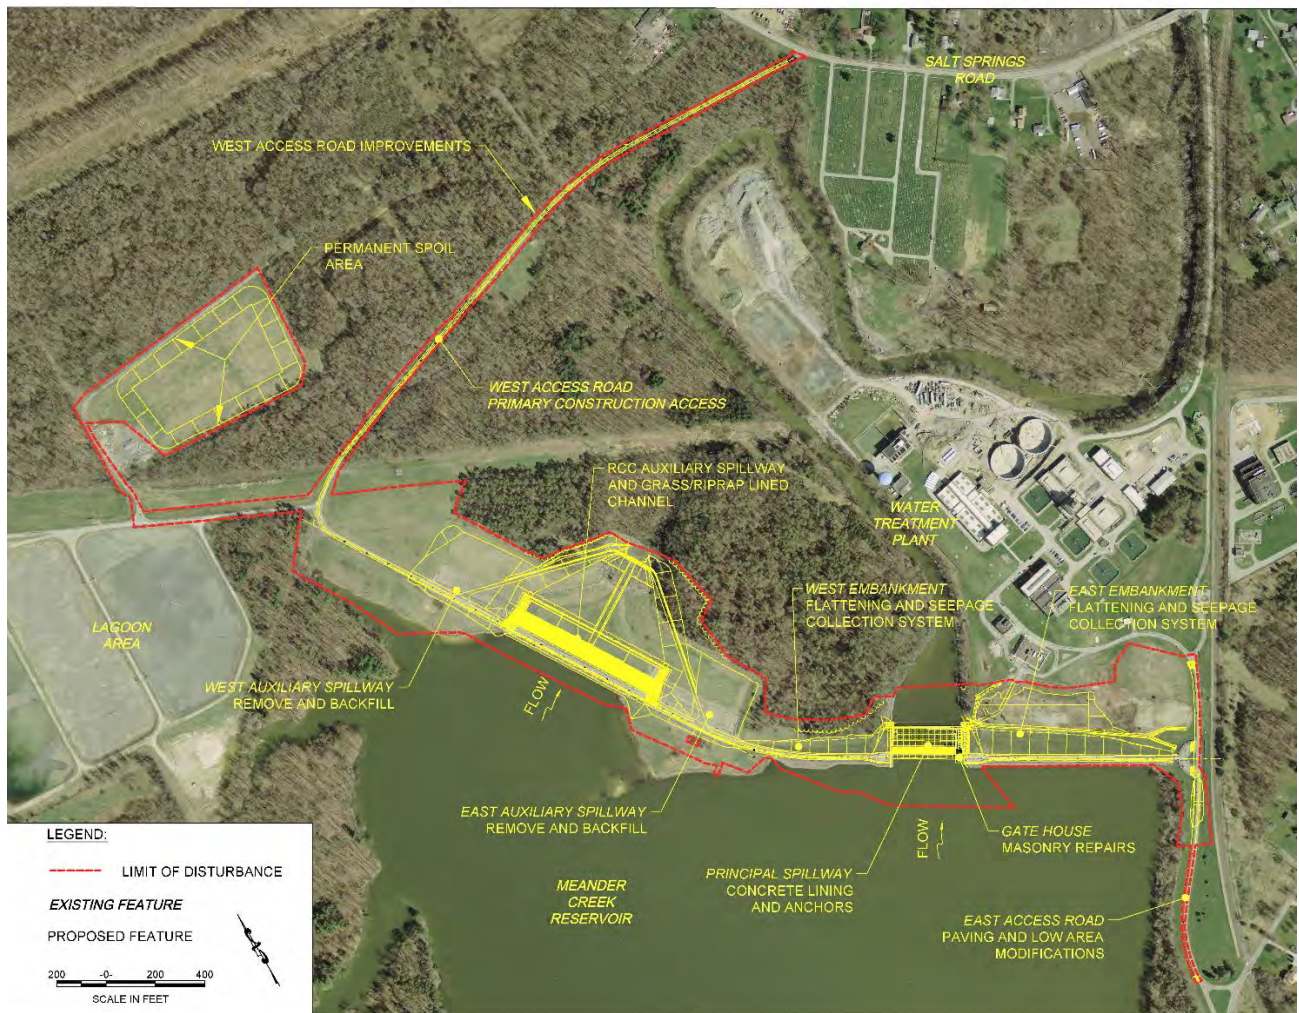 SALT SPRINGS
ROAD
WEST ACCESS ROAD IMPROVEMENTS
PERMANENT SPOIL
AREA
WEST ACCESS ROAD
PRIMARY CONSTRUCTION ACCESS
RCC AUXILIARY SPILLWAY
AND GRASS/RIPRAP LINED
CHANNEL
WATER
TREATMENT
PLANT
WEST EMBANKMENT
FLATTENING AND SEEPAGE
COLLECTION SYSTEM
EAST EMBANKMENT
FLATTENING AND SEEPAGE
COLLECTION SYSTEM
LAGOON
AREA
WEST AUXILIARY SPILLWAY
REMOVE AND BACKFILL
FLOW
EAST AUXILIARY SPILLWAY
REMOVE AND BACKFILL
FLOW
GATE HOUSE
MASONRY REPAIRS
PRINCIPAL SPILLWAY
CONCRETE LINING
AND ANCHORS
MEANDER
CREEK
RESERVOIR
EAST ACCESS ROAD
PAVING AND LOW AREA
MODIFICATIONS
LEGEND:
LIMIT OF DISTURBANCE
EXISTING FEATURE
PROPOSED FEATURE
200 -0- 200 400
SCALE IN FEET